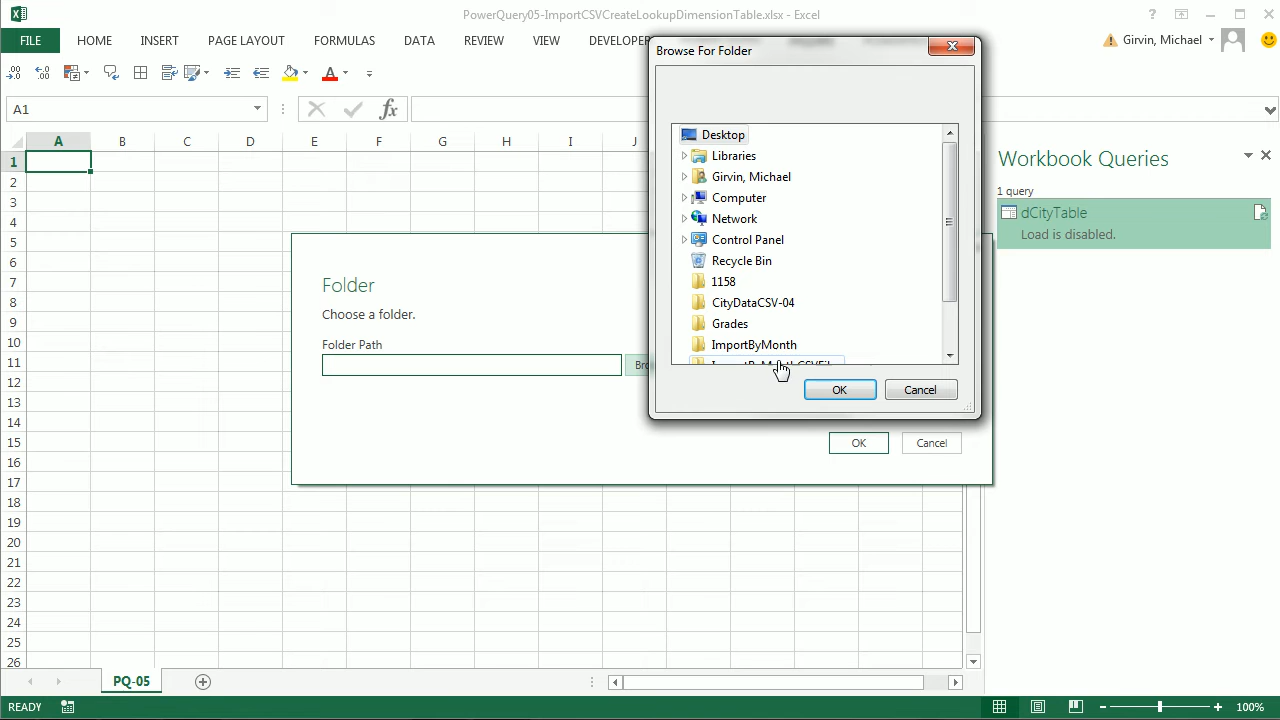 PowerQuery05-ImportCSVCreateLookupDimensionTable.xlsx - Excel
FILE HOME INSERT PAGE LAYOUT FORMULAS DATA REVIEW VIEW DEVELOPER
Girvin, Michael
A1
A B C D E F G H I J
1
2
3
4
5
6
7
8
9
10
11
12
13
14
15
16
17
18
19
20
21
22
23
24
25
26
Folder
Choose a folder.
Folder Path
OK Cancel
Browse For Folder
Desktop
Libraries
Girvin, Michael
Computer
Network
Control Panel
Recycle Bin
1158
CityDataCSV-04
Grades
ImportByMonth
OK Cancel
Workbook Queries
1 query
dCityTable
Load is disabled.
PQ-05
READY
100%